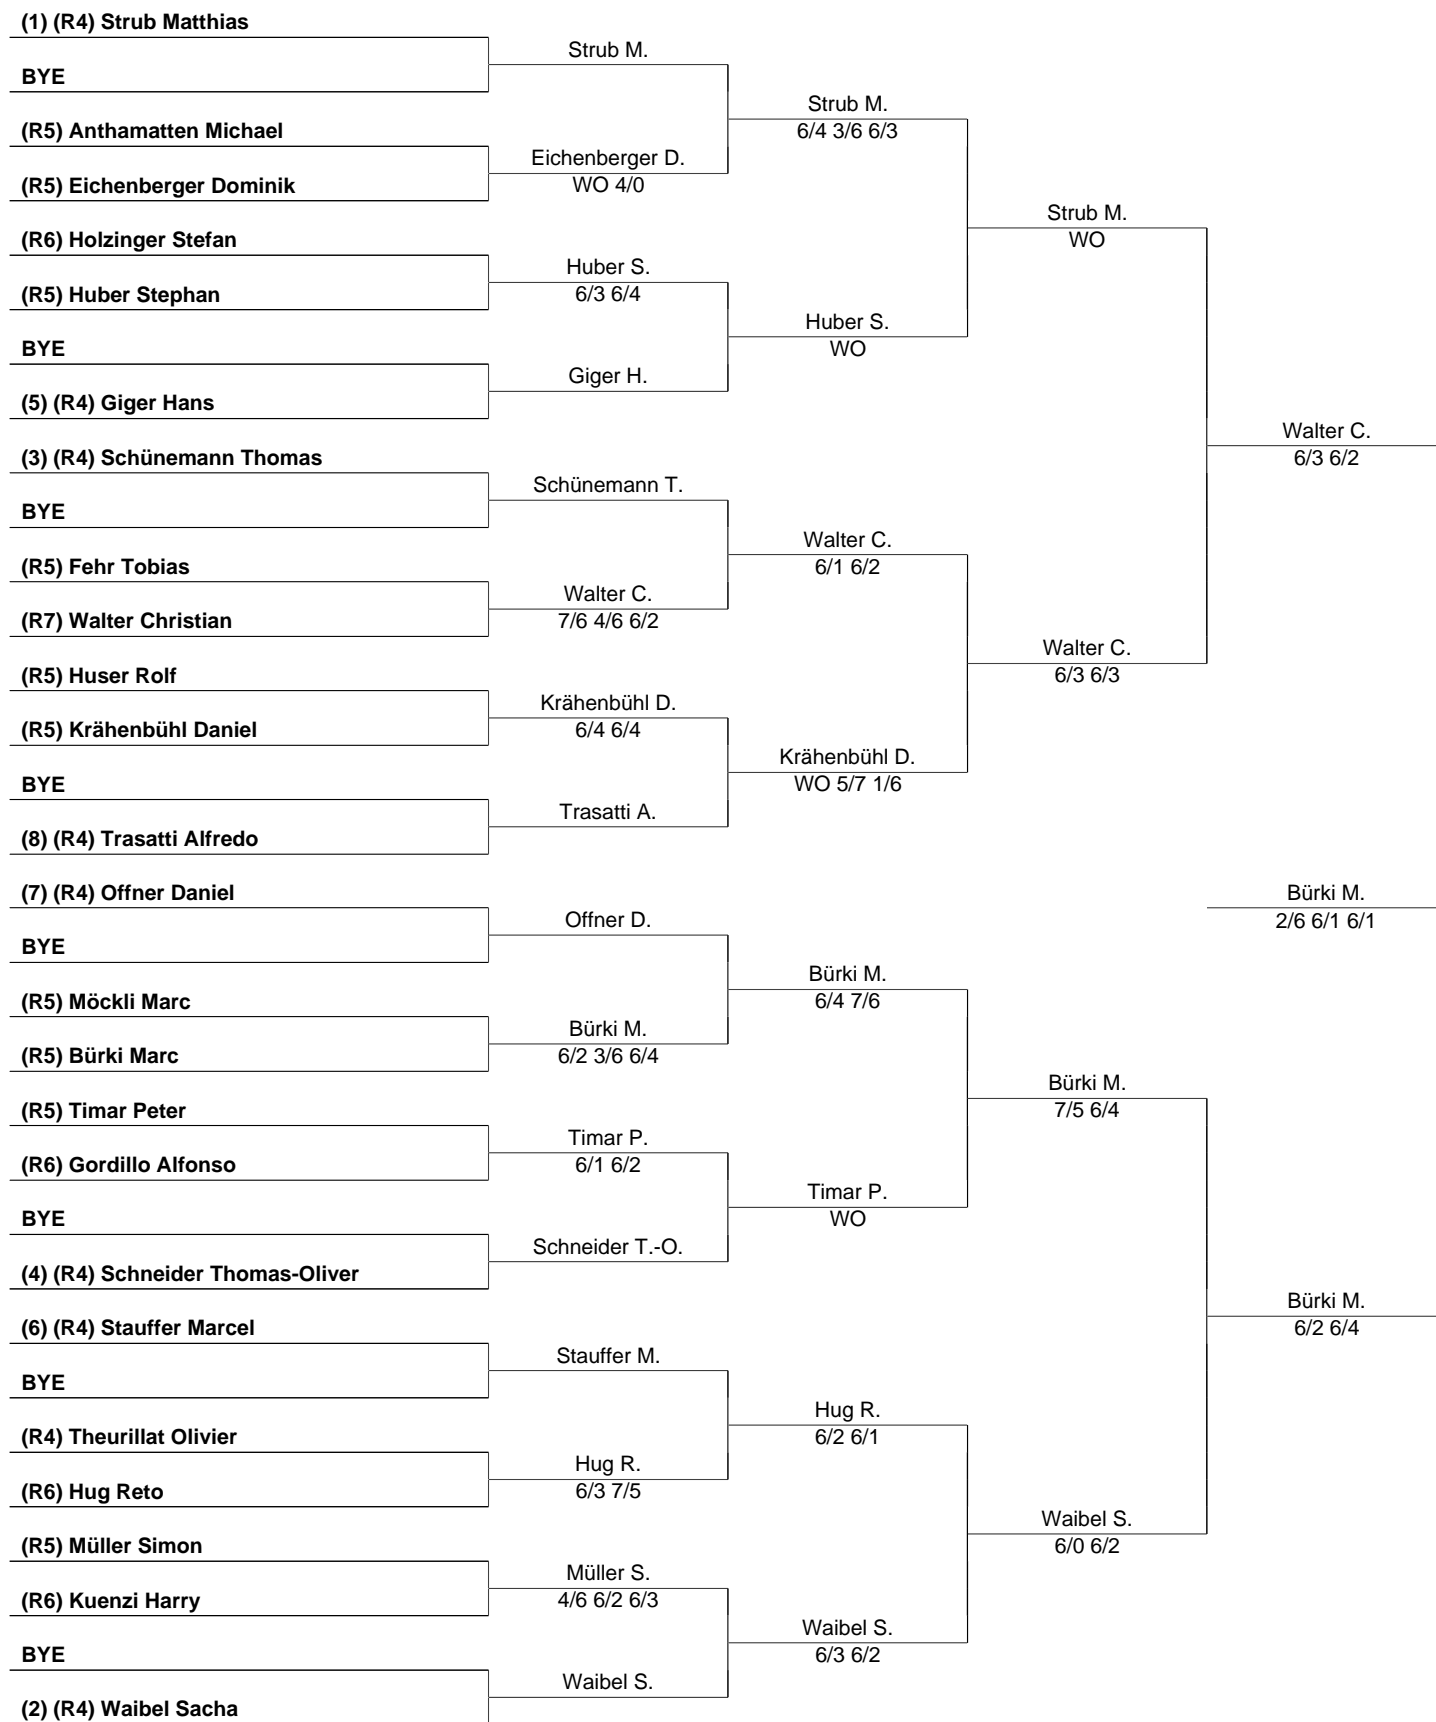 (1) (R4) Strub Matthias
BYE
(R5) Anthamatten Michael
(R5) Eichenberger Dominik
(R6) Holzinger Stefan
(R5) Huber Stephan
BYE
(5) (R4) Giger Hans
(3) (R4) Schünemann Thomas
BYE
(R5) Fehr Tobias
(R7) Walter Christian
(R5) Huser Rolf
(R5) Krähenbühl Daniel
BYE
(8) (R4) Trasatti Alfredo
(7) (R4) Offner Daniel
BYE
(R5) Möckli Marc
(R5) Bürki Marc
(R5) Timar Peter
(R6) Gordillo Alfonso
BYE
(4) (R4) Schneider Thomas-Oliver
(6) (R4) Stauffer Marcel
BYE
(R4) Theurillat Olivier
(R6) Hug Reto
(R5) Müller Simon
(R6) Kuenzi Harry
BYE
(2) (R4) Waibel Sacha
Strub M.
Eichenberger D.
WO 4/0
Huber S.
6/3 6/4
Giger H.
Schünemann T.
Walter C.
7/6 4/6 6/2
Krähenbühl D.
6/4 6/4
Trasatti A.
Offner D.
Bürki M.
6/2 3/6 6/4
Timar P.
6/1 6/2
Schneider T.-O.
Stauffer M.
Hug R.
6/3 7/5
Müller S.
4/6 6/2 6/3
Waibel S.
Strub M.
6/4 3/6 6/3
Huber S.
WO
Walter C.
6/1 6/2
Krähenbühl D.
WO 5/7 1/6
Bürki M.
6/4 7/6
Timar P.
WO
Hug R.
6/2 6/1
Waibel S.
6/3 6/2
Strub M.
WO
Walter C.
6/3 6/3
Bürki M.
7/5 6/4
Waibel S.
6/0 6/2
Walter C.
6/3 6/2
Bürki M.
2/6 6/1 6/1
Bürki M.
6/2 6/4